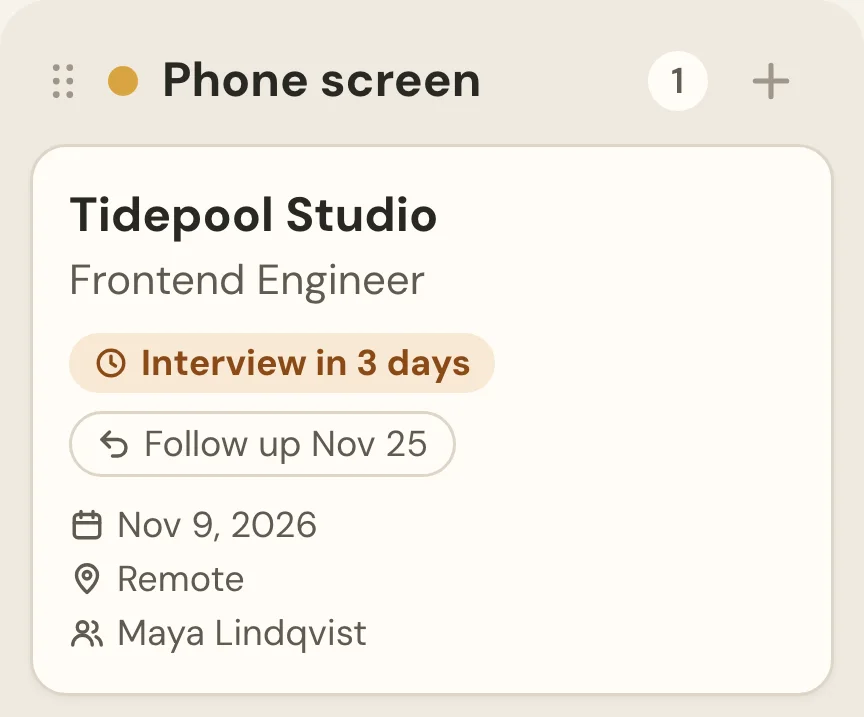 Phone screen
1
Tidepool Studio
Frontend Engineer
Interview in 3 days
Follow up Nov 25
Nov 9, 2026
Remote
Maya Lindqvist